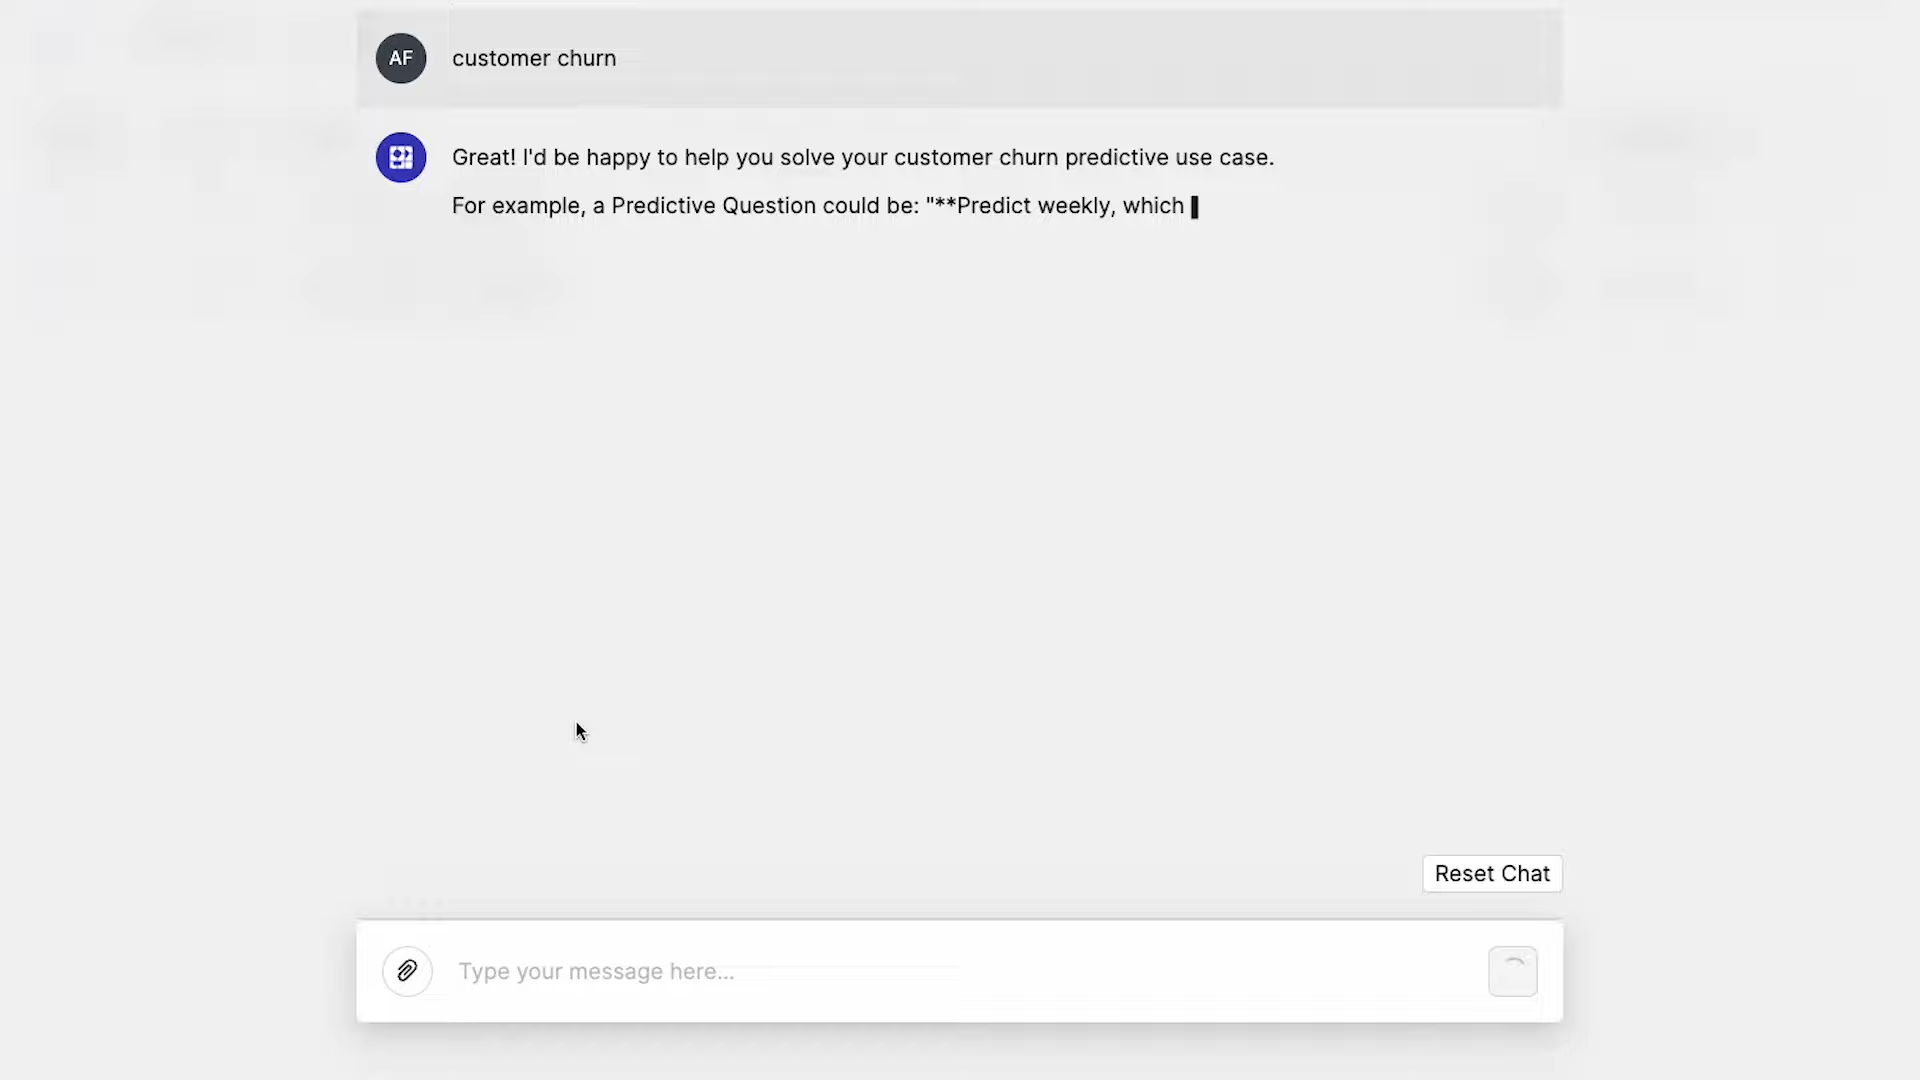 AF
customer churn
Great! I'd be happy to help you solve your customer churn predictive use case.
For example, a Predictive Question could be: "**Predict weekly, which
Reset Chat
Type your message here...